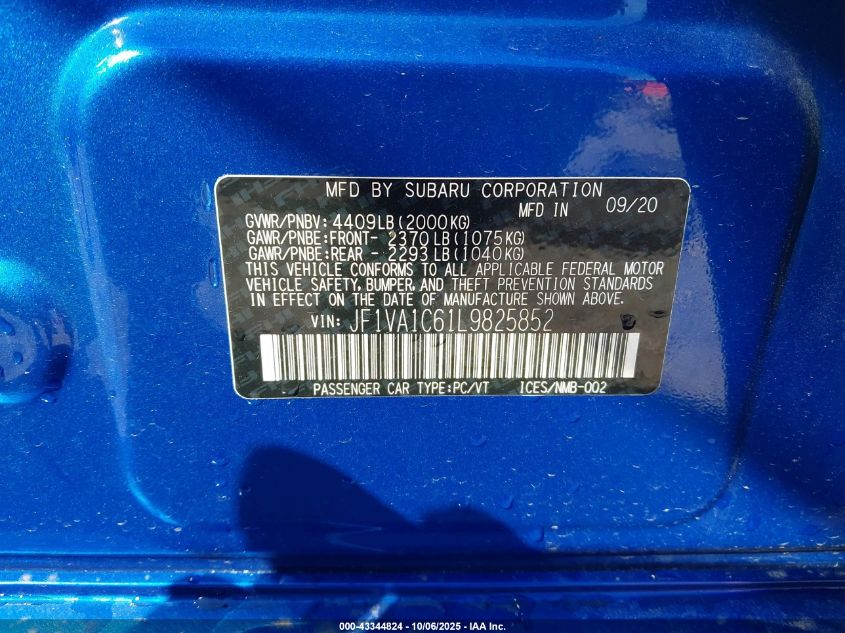 MFD BY SUBARU CORPORATION
MFD IN 09/20
GVWR/PNBV: 4409LB(2000KG)
GAWR/PNBE:FRONT- 2370LB(1075KG)
GAWR/PNBE:REAR - 2293LB(1040KG)
THIS VEHICLE CONFORMS TO ALL APPLICABLE FEDERAL MOTOR
VEHICLE SAFETY, BUMPER, AND THEFT PREVENTION STANDARDS
IN EFFECT ON THE DATE OF MANUFACTURE SHOWN ABOVE.
VIN: JF1VA1C61L9825852
PASSENGER CAR TYPE:PC/VT ICES/NMB-002
000-43344824 - 10/06/2025 - IAA Inc.